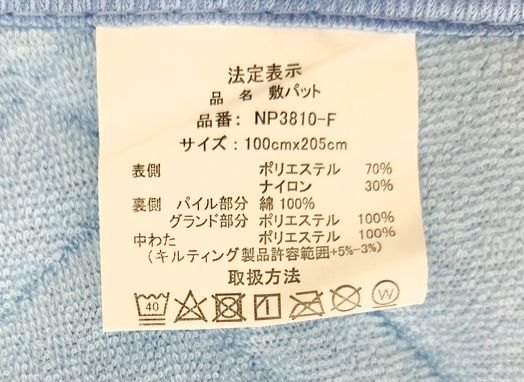 法定表示
品 名 敷パット
品番: NP3810-F
サイズ:100cmx205cm
表側 ポリエステル 70%
ナイロン 30%
裏側 パイル部分 綿 100%
グランド部分 ポリエステル 100%
中わた ポリエステル 100%
(キルティング製品許容範囲+5%-3%)
取扱方法
40 W